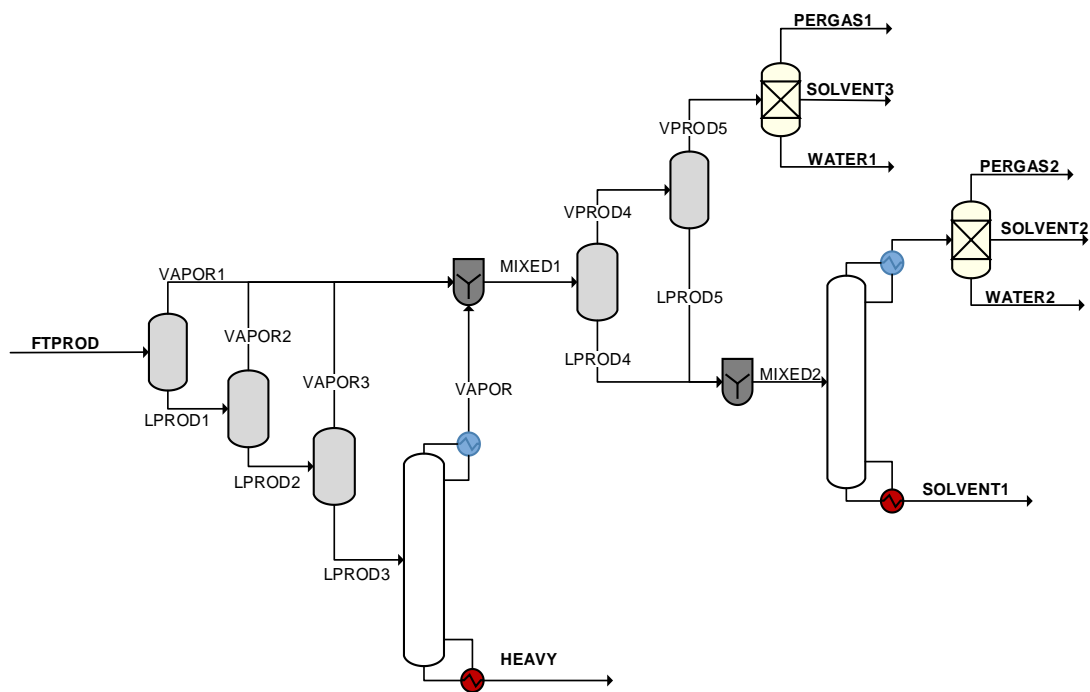 PERGAS1
SOLVENT3
VPROD5
WATER1
PERGAS2
VPROD4
SOLVENT2
MIXED1
VAPOR1
LPROD5
WATER2
VAPOR2
FTPROD
LPROD4
MIXED2
VAPOR3
VAPOR
LPROD1
LPROD2
SOLVENT1
LPROD3
HEAVY